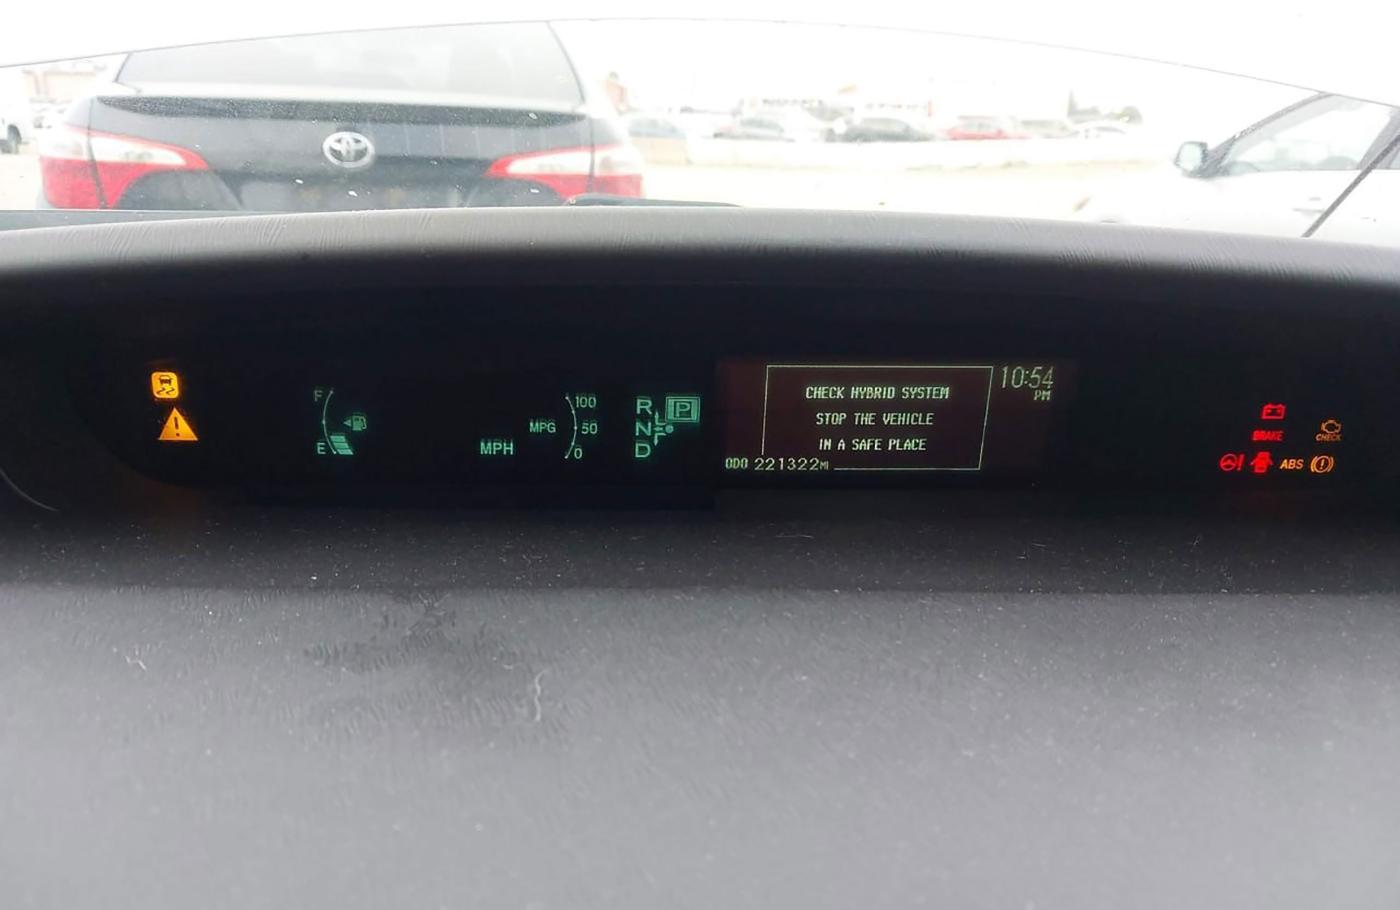 F
E
MPH
MPG
100
50
0
R
N
D
P
CHECK HYBRID SYSTEM
STOP THE VEHICLE
IN A SAFE PLACE
10:54
PM
ODO 221322MI
BRAKE
CHECK
ABS